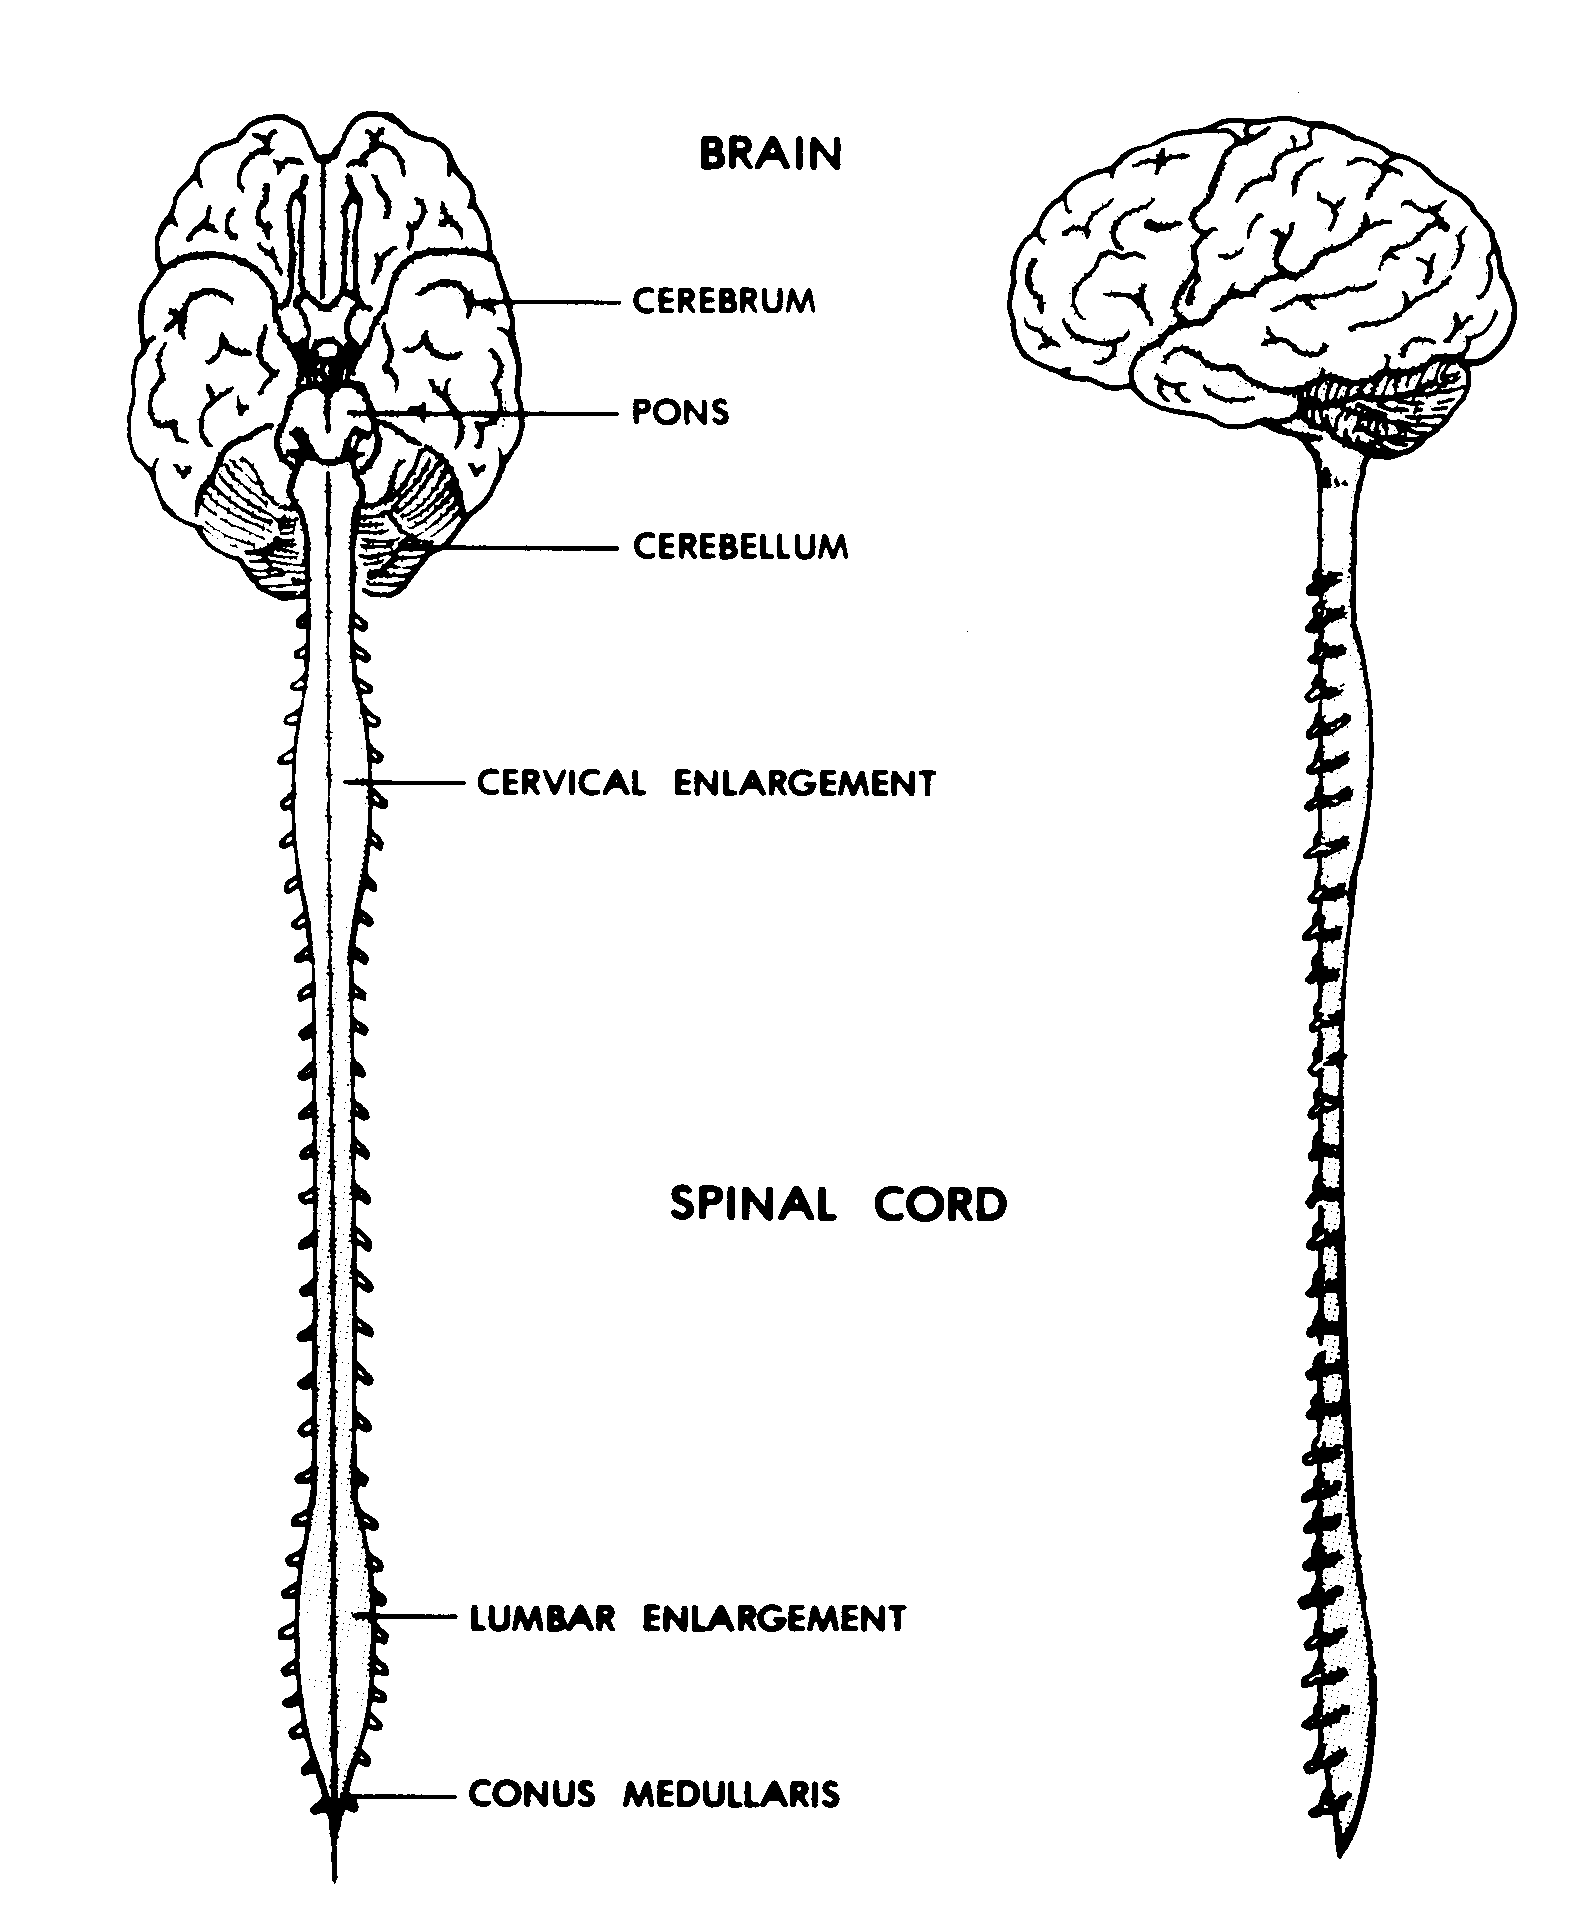 BRAIN
CEREBRUM
PONS
CEREBELLUM
CERVICAL ENLARGEMENT
SPINAL CORD
LUMBAR ENLARGEMENT
CONUS MEDULLARIS